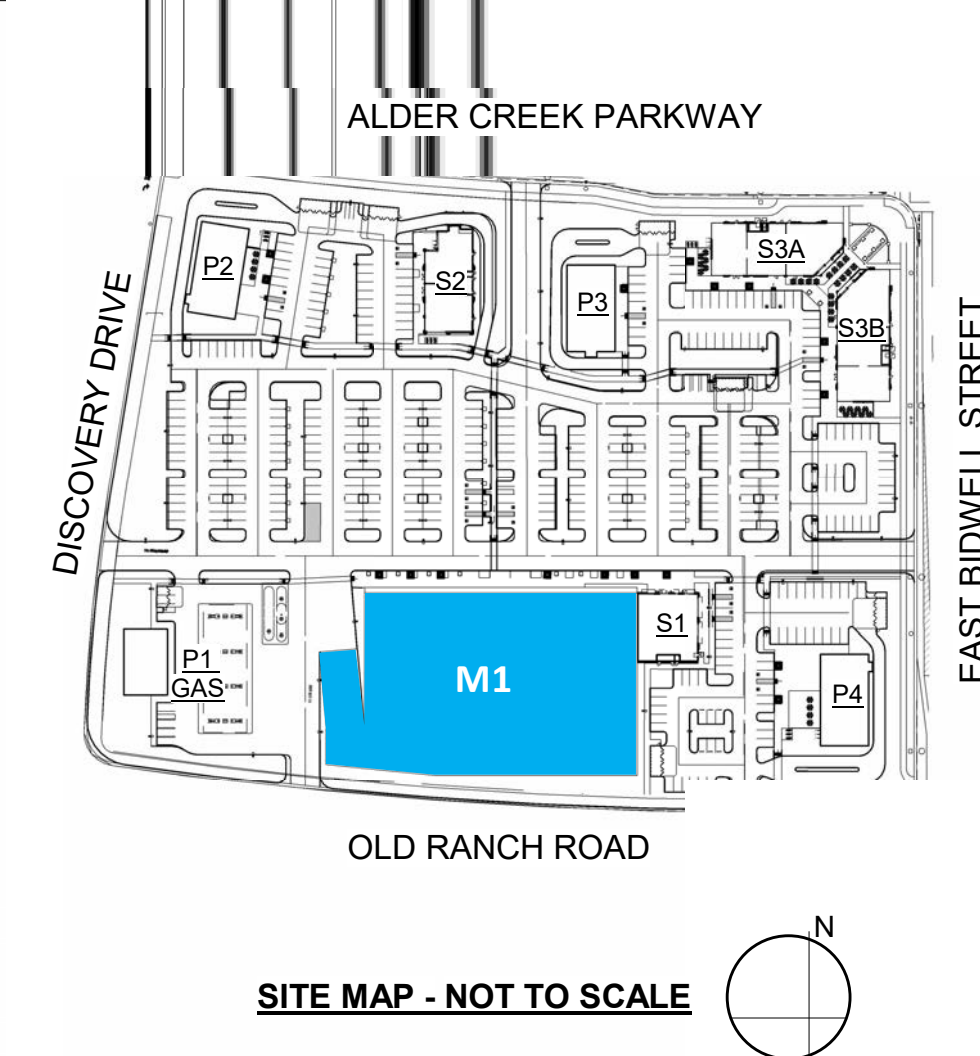 ALDER CREEK PARKWAY
P2
S2
P3
S3A
S3B
DISCOVERY DRIVE
EAST BIDWELL STREET
P1
GAS
M1
S1
P4
OLD RANCH ROAD
N
SITE MAP - NOT TO SCALE